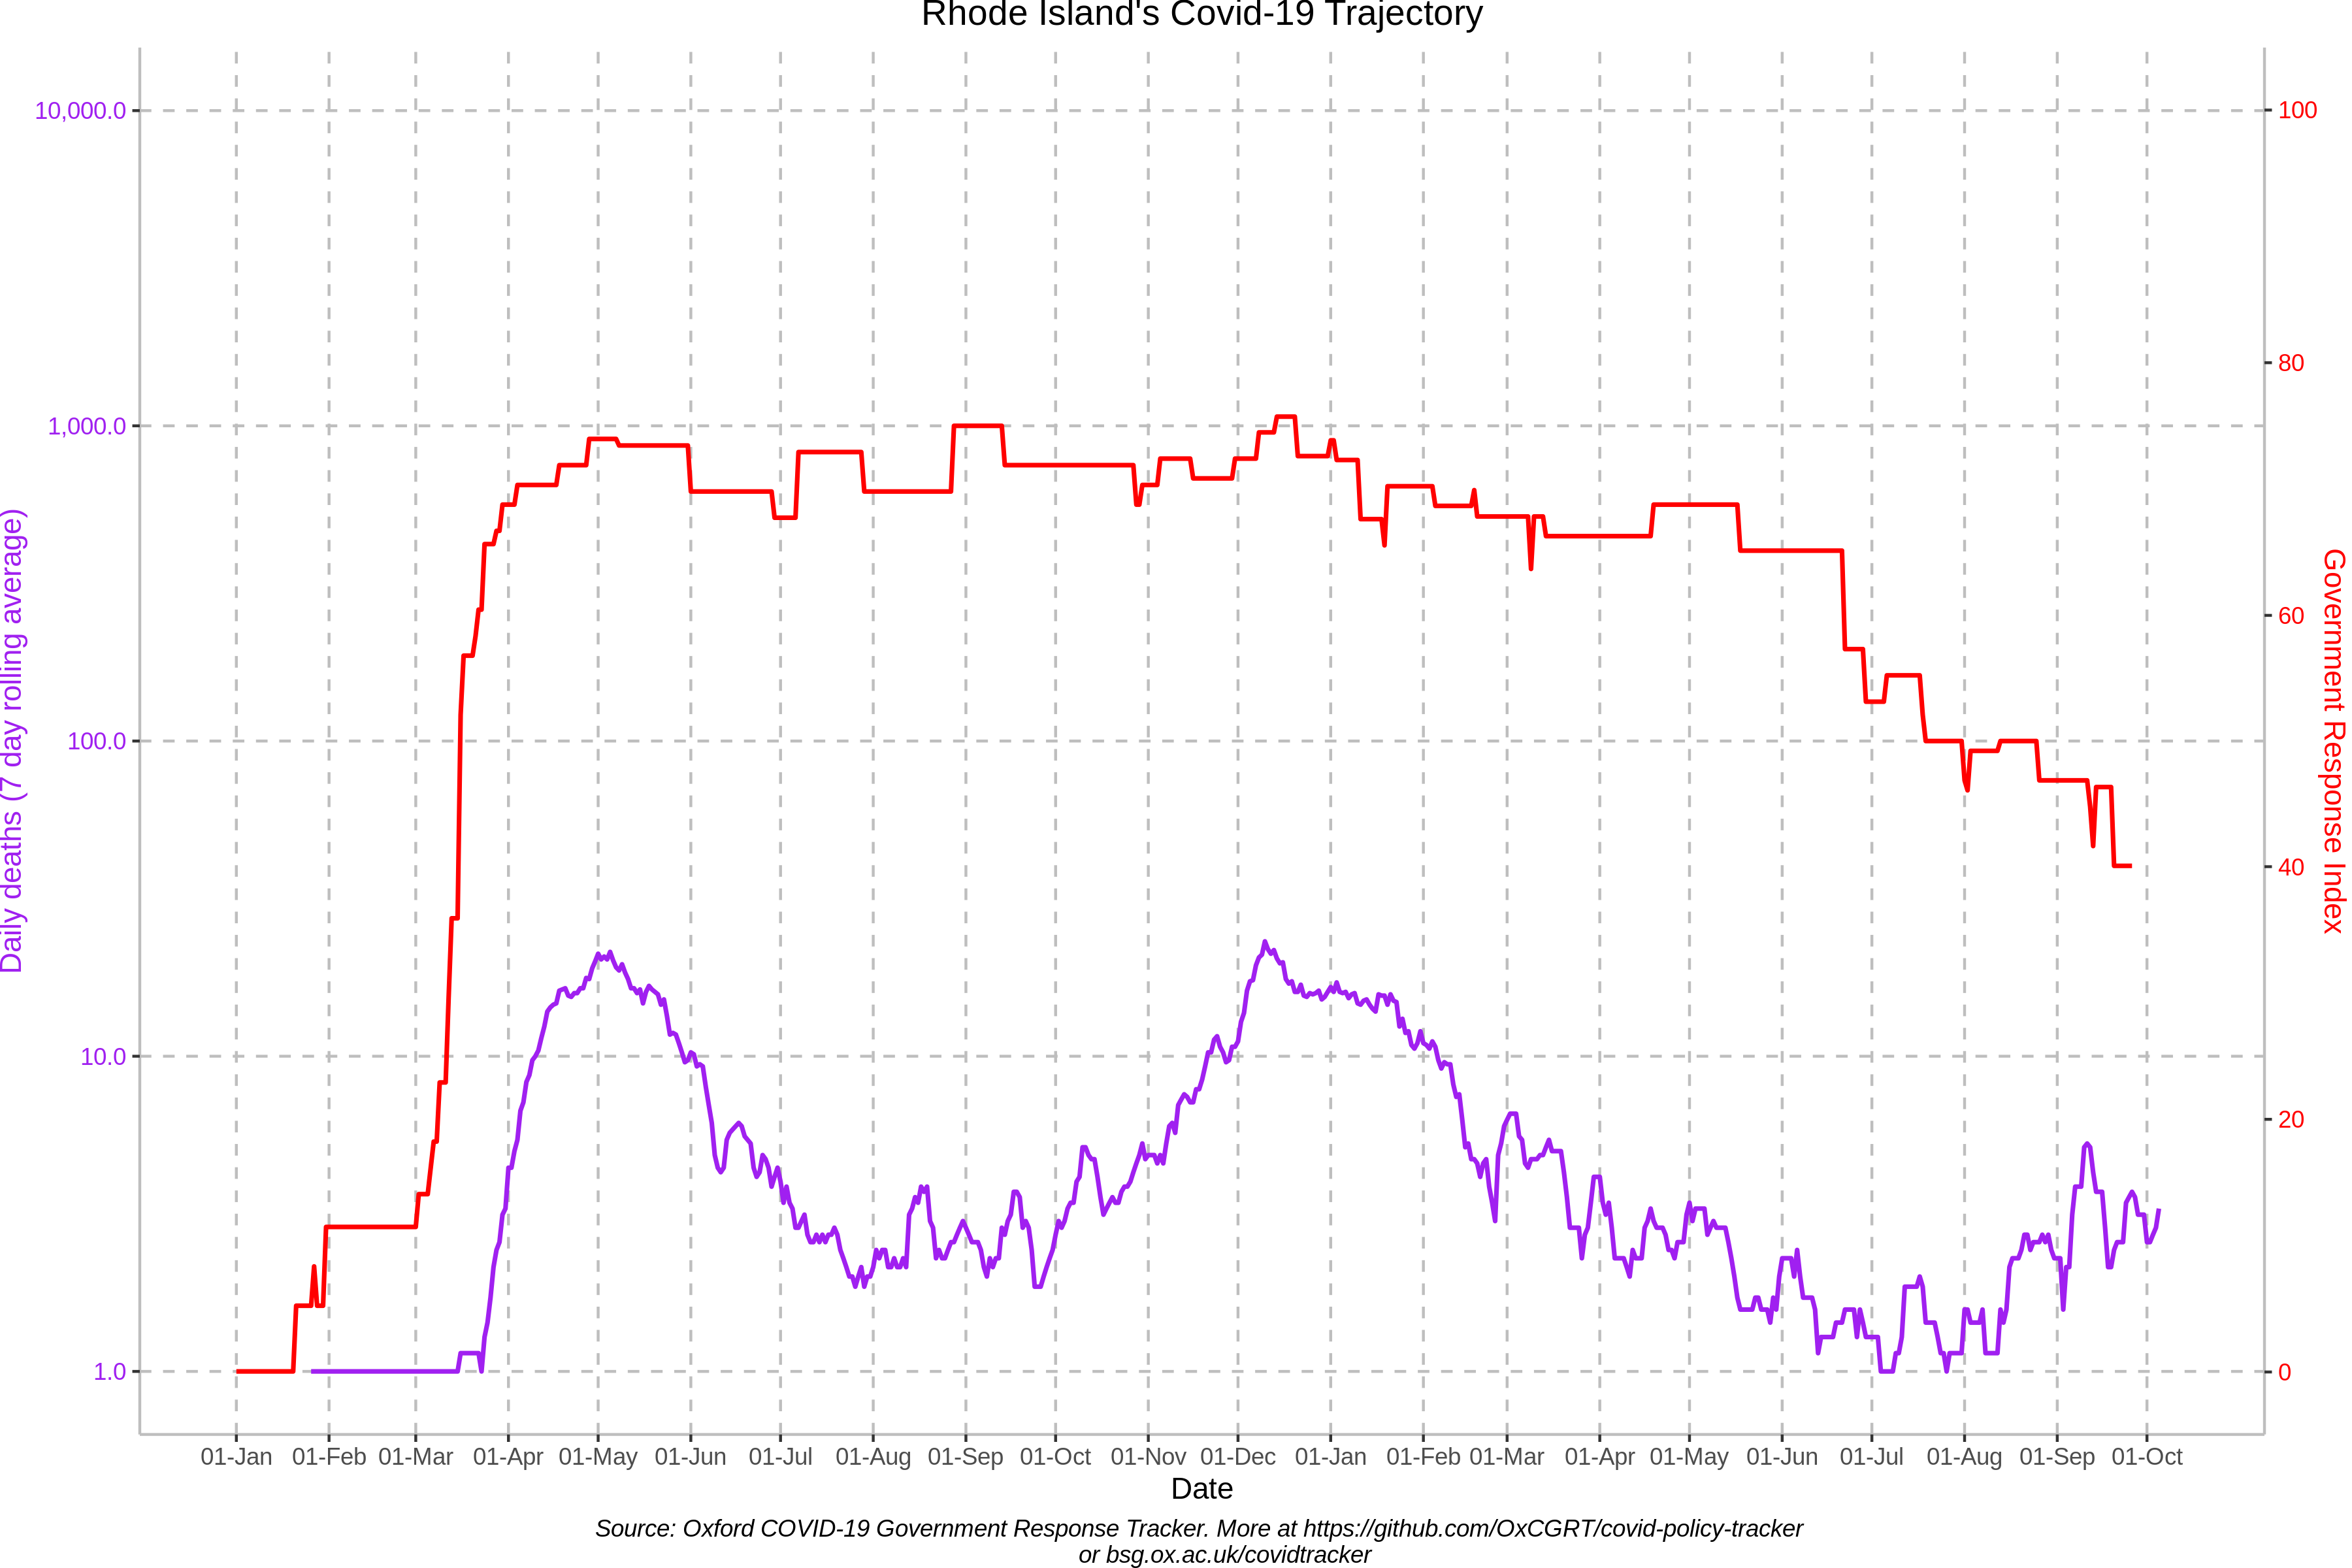 Rhode Island's Covid-19 Trajectory
10,000.0
1,000.0
100.0
10.0
1.0
Daily deaths (7 day rolling average)
100
80
60
40
20
0
Government Response Index
01-Jan 01-Feb 01-Mar 01-Apr 01-May 01-Jun 01-Jul 01-Aug 01-Sep 01-Oct 01-Nov 01-Dec 01-Jan 01-Feb 01-Mar 01-Apr 01-May 01-Jun 01-Jul 01-Aug 01-Sep 01-Oct
Date
Source: Oxford COVID-19 Government Response Tracker. More at https://github.com/OxCGRT/covid-policy-tracker
or bsg.ox.ac.uk/covidtracker